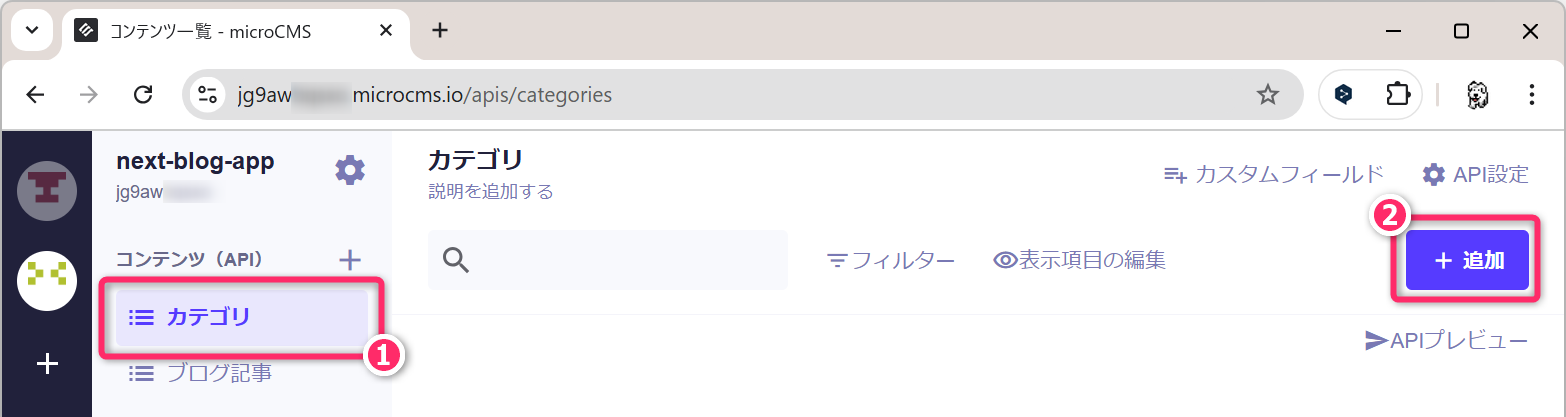 コンテンツ一覧 - microCMS
jg9aw microcms.io/apis/categories
next-blog-app
jg9aw
カテゴリ
説明を追加する
カスタムフィールド
API設定
コンテンツ（API）
フィルター
表示項目の編集
2
＋ 追加
カテゴリ
1
APIプレビュー
ブログ記事